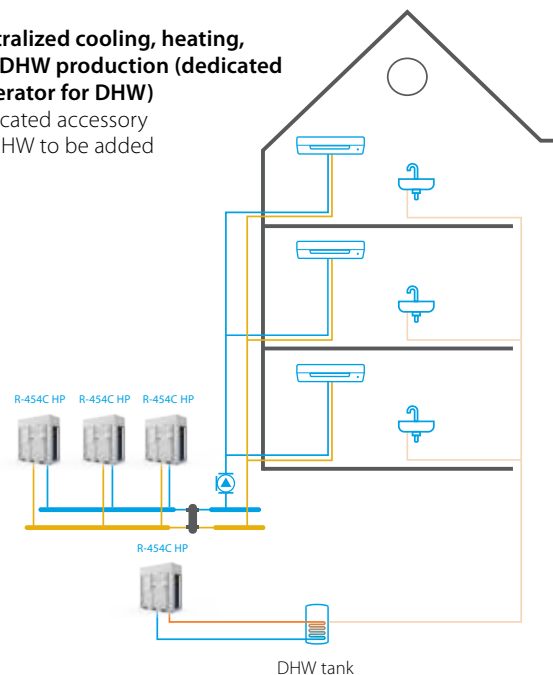 tralized cooling, heating,
DHW production (dedicated
erator for DHW)
cated accessory
HW to be added
R-454C HP R-454C HP R-454C HP
R-454C HP
DHW tank